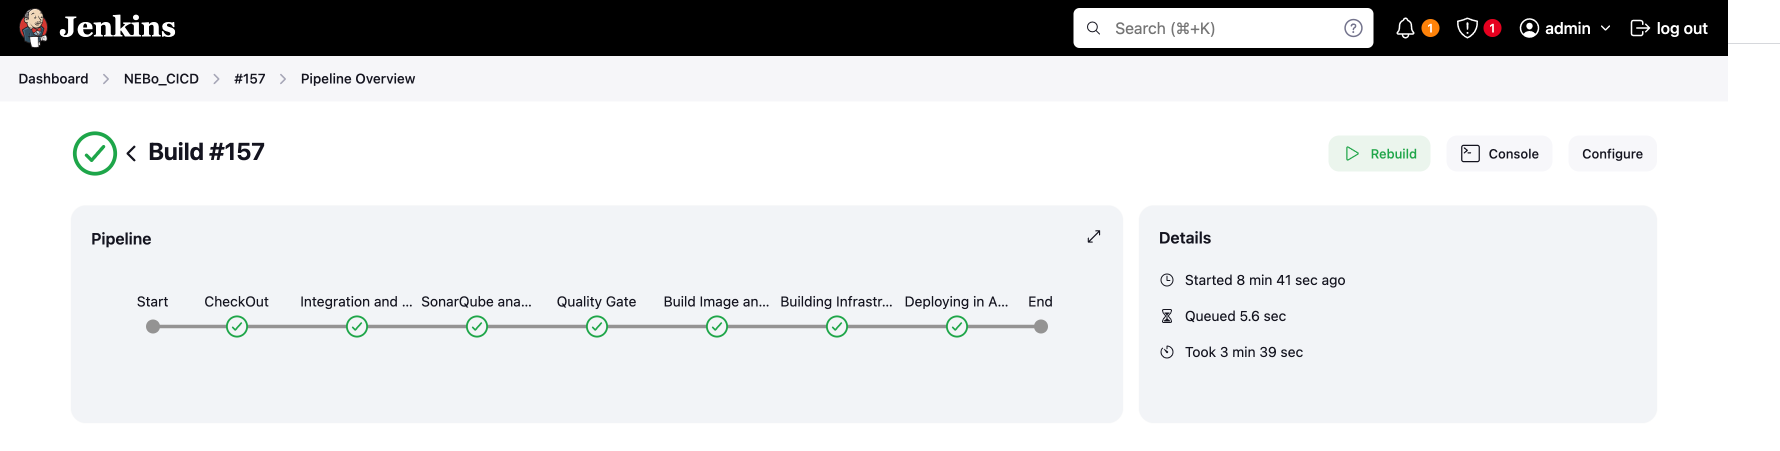 Jenkins
Search (⌘+K)
1
1
admin
log out
Dashboard
NEBo_CICD
#157
Pipeline Overview
Build #157
Rebuild
Console
Configure
Pipeline
Start
CheckOut
Integration and ...
SonarQube ana...
Quality Gate
Build Image an...
Building Infrastr...
Deploying in A...
End
Details
Started 8 min 41 sec ago
Queued 5.6 sec
Took 3 min 39 sec